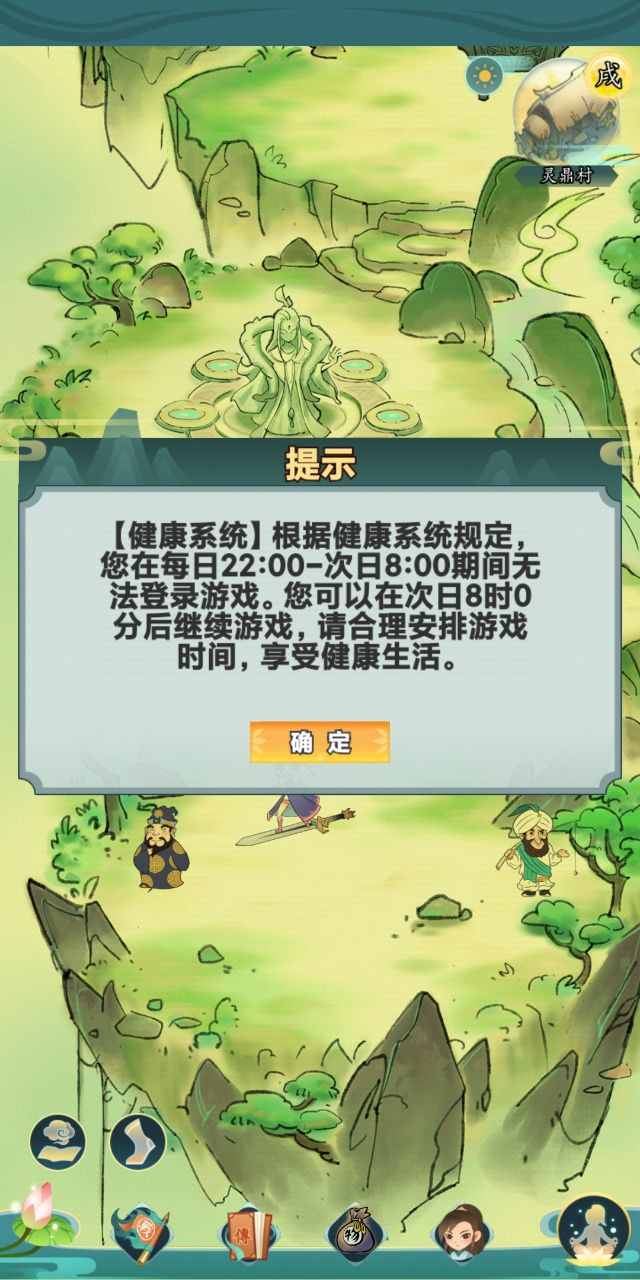 戌
灵鼎村
提示
【健康系统】根据健康系统规定，
您在每日22:00-次日8:00期间无
法登录游戏。您可以在次日8时0
分后继续游戏，请合理安排游戏
时间，享受健康生活。
确 定
傳
物